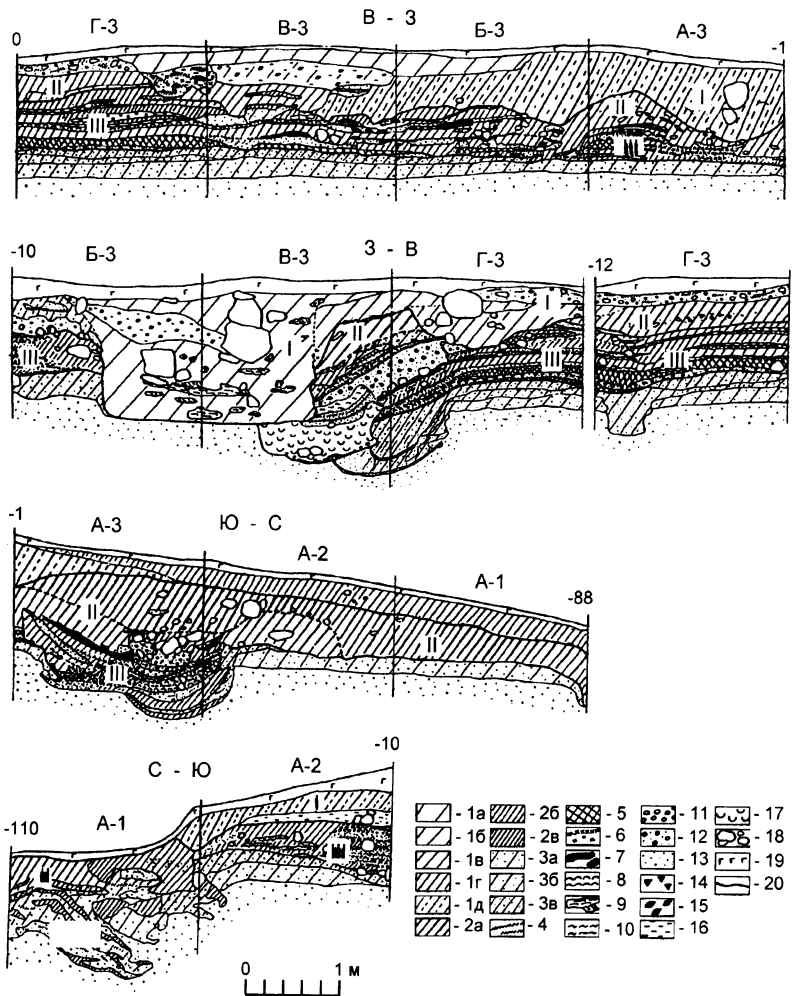 В - З
Г-3 В-3 Б-3 А-3
0 -1
II I
III II
III
З - В
-10 Б-3 В-3 Г-3 -12 Г-3
I
I II II
III III III
Ю - С
-1 А-3 А-2 А-1 -88
II II
III
С - Ю
-110 А-1 А-2 -10
I
II III
- 1а - 2б - 5 - 11 - 17
- 1б - 2в - 6 - 12 - 18
- 1в - 3а - 7 - 13 - 19
- 1г - 3б - 8 - 14 - 20
- 1д - 3в - 9 - 15
- 2а - 4 - 10 - 16
0 1 м